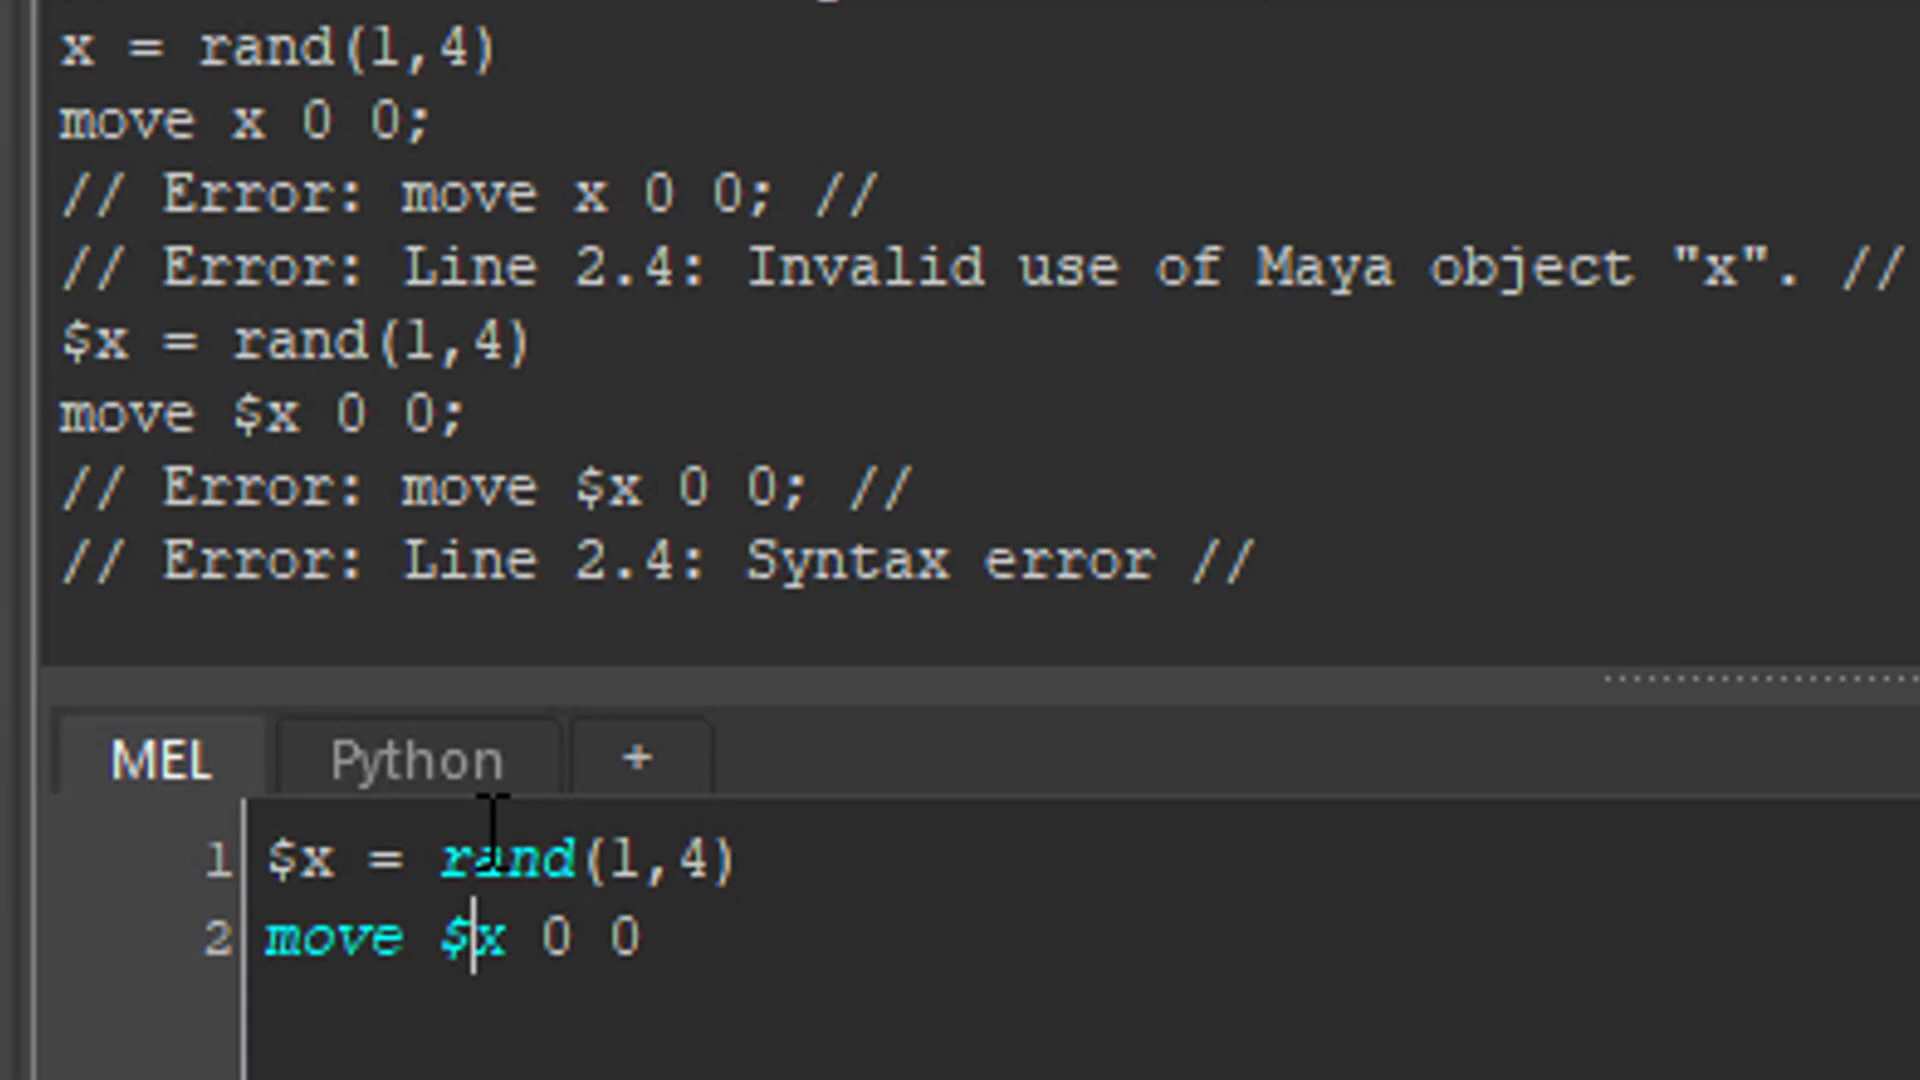 x = rand(1,4)
move x 0 0;
// Error: move x 0 0; //
// Error: Line 2.4: Invalid use of Maya object "x". //
$x = rand(1,4)
move $x 0 0;
// Error: move $x 0 0; //
// Error: Line 2.4: Syntax error //
MEL Python +
1 $x = rand(1,4)
2 move $x 0 0